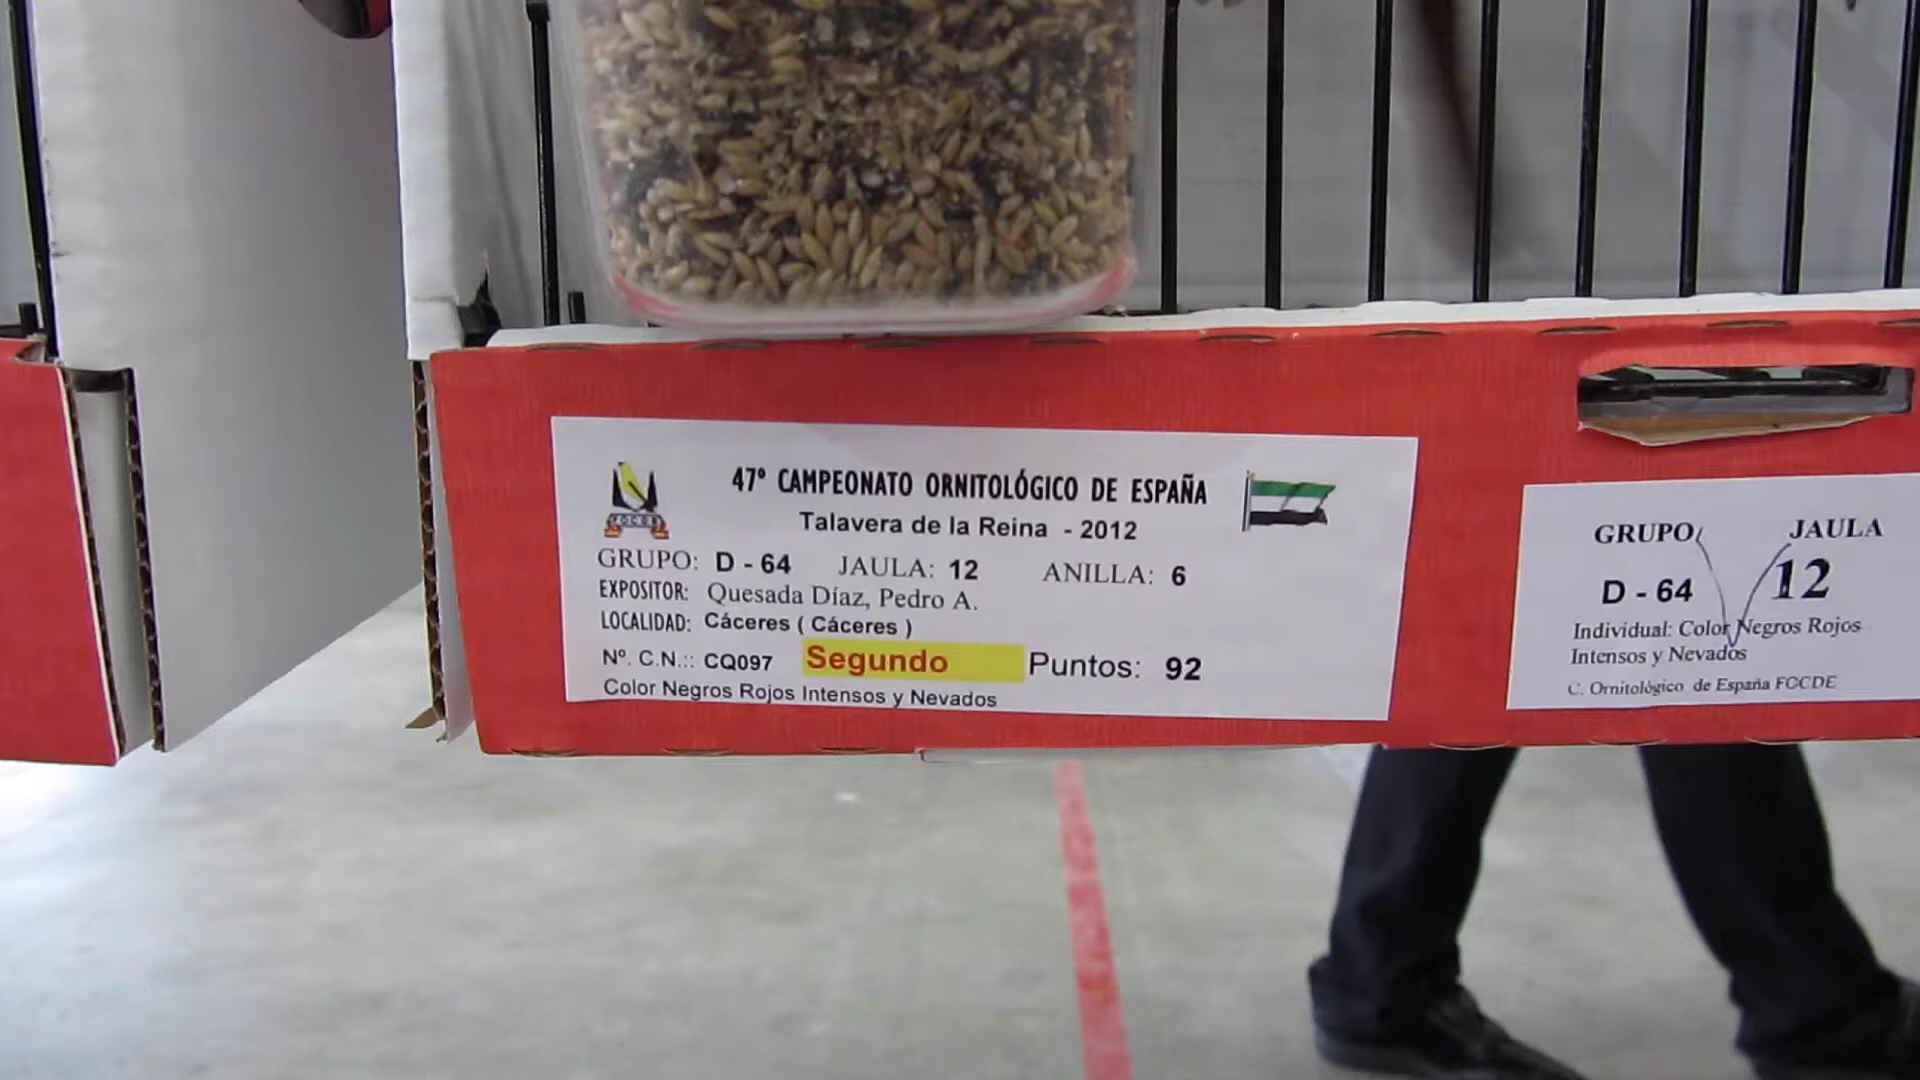 47º CAMPEONATO ORNITOLÓGICO DE ESPAÑA
Talavera de la Reina - 2012
GRUPO: D - 64 JAULA: 12 ANILLA: 6
EXPOSITOR: Quesada Díaz, Pedro A.
LOCALIDAD: Cáceres ( Cáceres )
Nº. C.N.:: CQ097 Segundo Puntos: 92
Color Negros Rojos Intensos y Nevados
FOCDE
GRUPO JAULA
D - 64 12
Individual: Color Negros Rojos
Intensos y Nevados
C. Ornitológico de España FOCDE